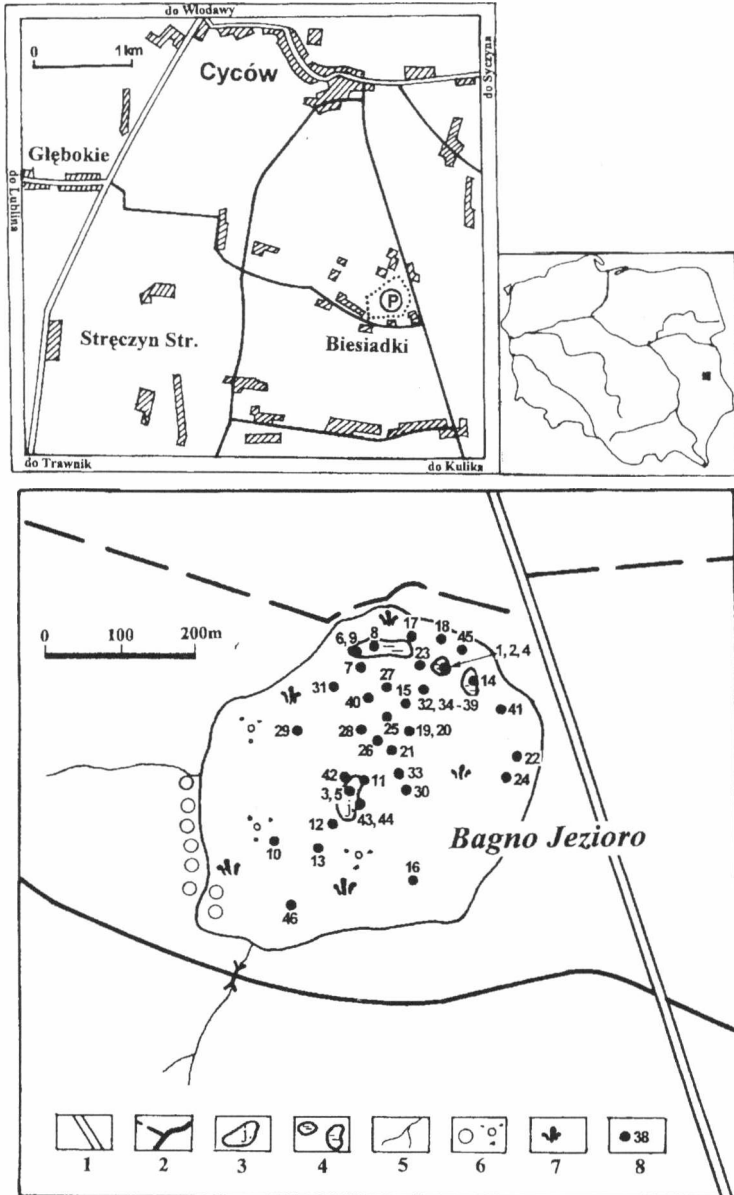 do Włodawy
0 1km
Cyców
do Syczyna
Głębokie
do Lublina
P
Stręczyn Str.
Biesiadki
do Trawnik
do Kulika
0 100 200m
17
18
45
6, 9
8
23
1, 2, 4
7
27
14
31
15
32, 34 - 39
40
41
25
29
28
19, 20
26
21
22
42
11
33
24
3, 5
30
j.
43, 44
12
Bagno Jezioro
10
13
16
46
j.
38
1 2 3 4 5 6 7 8